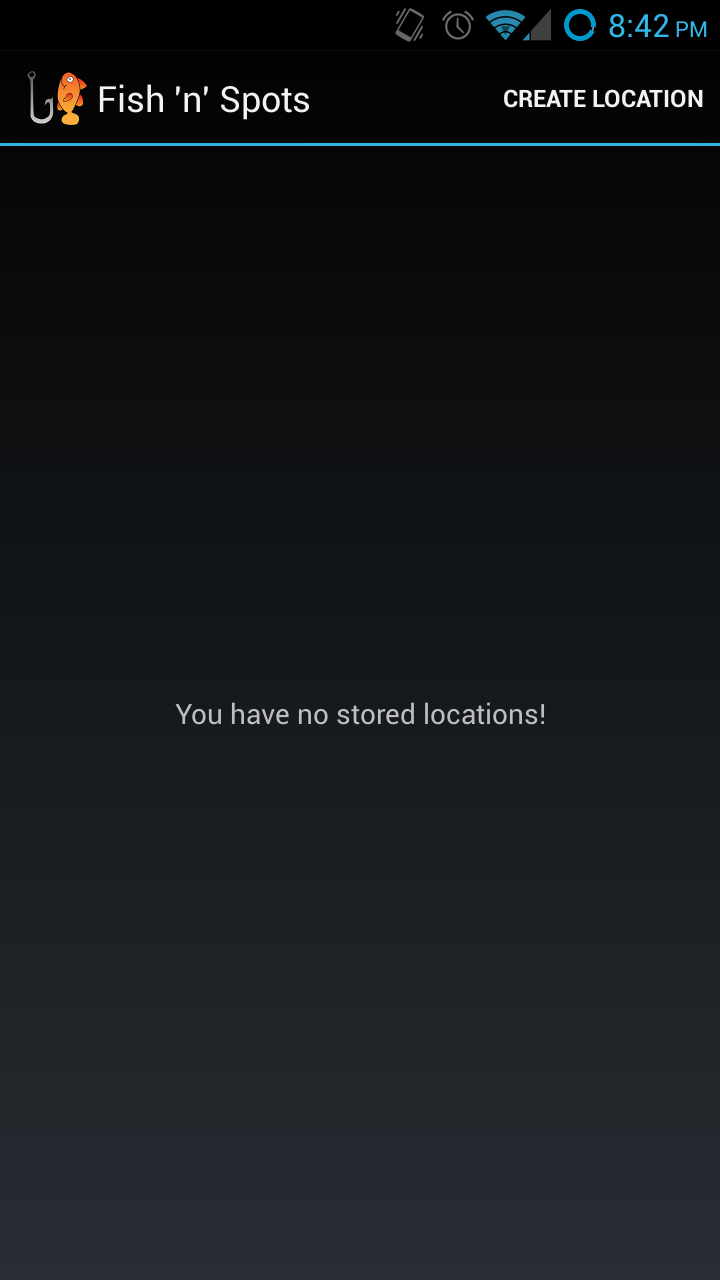 8:42 PM
Fish 'n' Spots
CREATE LOCATION
You have no stored locations!